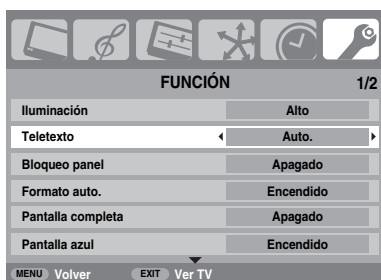 FUNCIÓN 1/2
Iluminación Alto
Teletexto Auto.
Bloqueo panel Apagado
Formato auto. Encendido
Pantalla completa Apagado
Pantalla azul Encendido
MENU Volver EXIT Ver TV